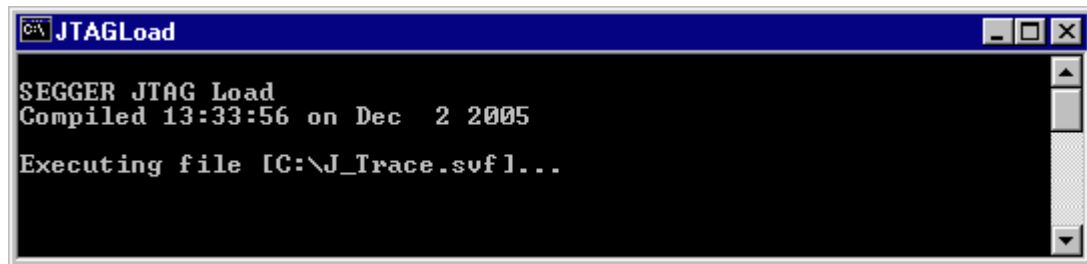 JTAGLoad
SEGGER JTAG Load
Compiled 13:33:56 on Dec  2 2005
Executing file [C:\J_Trace.svf]...